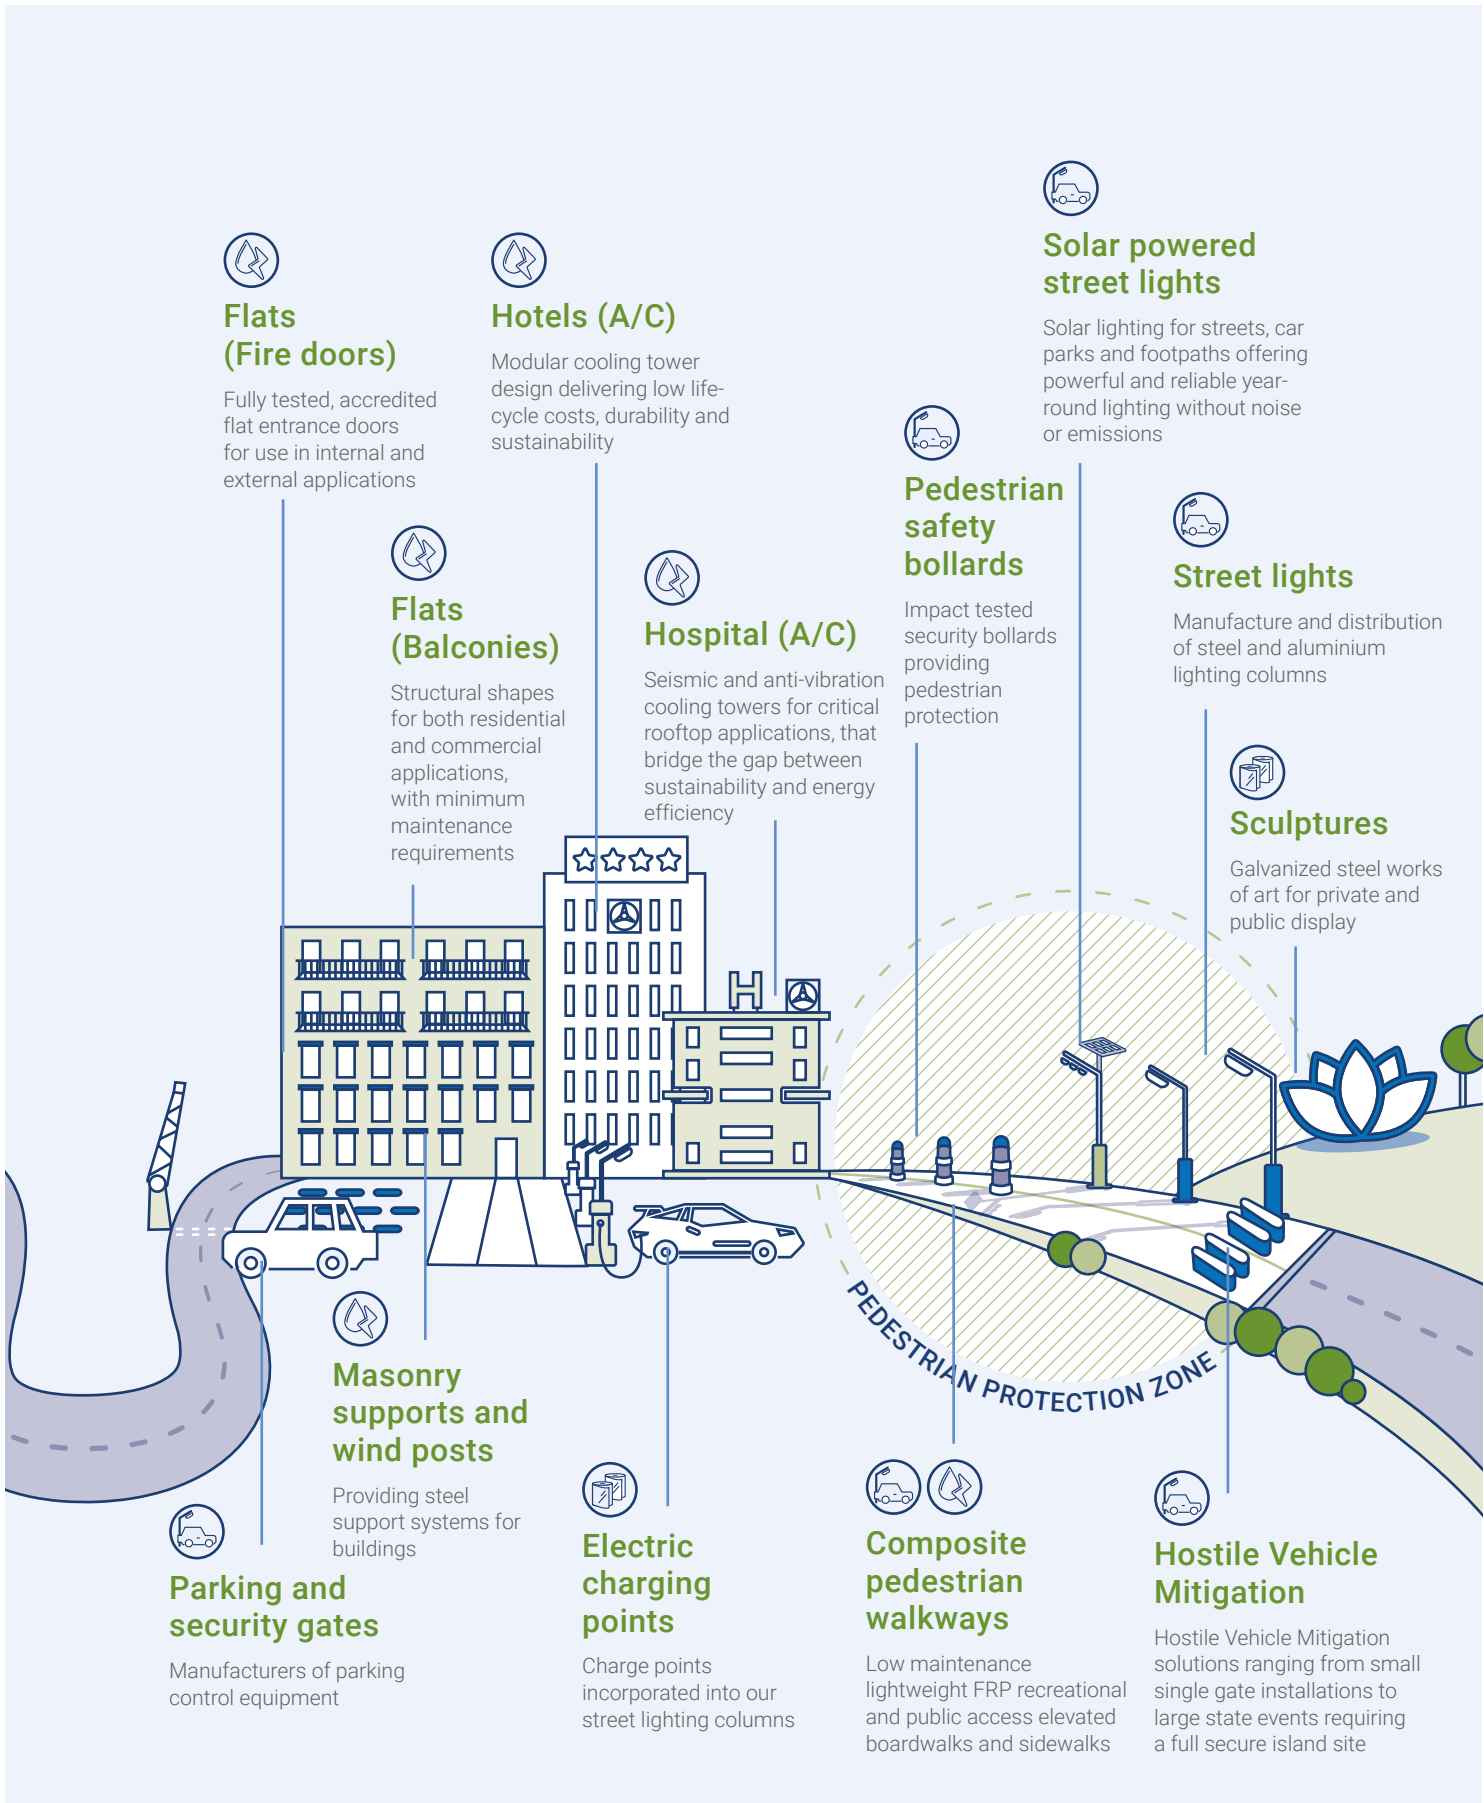 Flats
(Fire doors)
Fully tested, accredited
flat entrance doors
for use in internal and
external applications
Hotels (A/C)
Modular cooling tower
design delivering low life-
cycle costs, durability and
sustainability
Solar powered
street lights
Solar lighting for streets, car
parks and footpaths offering
powerful and reliable year-
round lighting without noise
or emissions
Flats
(Balconies)
Structural shapes
for both residential
and commercial
applications,
with minimum
maintenance
requirements
Hospital (A/C)
Seismic and anti-vibration
cooling towers for critical
rooftop applications, that
bridge the gap between
sustainability and energy
efficiency
Pedestrian
safety
bollards
Impact tested
security bollards
providing
pedestrian
protection
Street lights
Manufacture and distribution
of steel and aluminium
lighting columns
Sculptures
Galvanized steel works
of art for private and
public display
H
PEDESTRIAN PROTECTION ZONE
Masonry
supports and
wind posts
Providing steel
support systems for
buildings
Parking and
security gates
Manufacturers of parking
control equipment
Electric
charging
points
Charge points
incorporated into our
street lighting columns
Composite
pedestrian
walkways
Low maintenance
lightweight FRP recreational
and public access elevated
boardwalks and sidewalks
Hostile Vehicle
Mitigation
Hostile Vehicle Mitigation
solutions ranging from small
single gate installations to
large state events requiring
a full secure island site